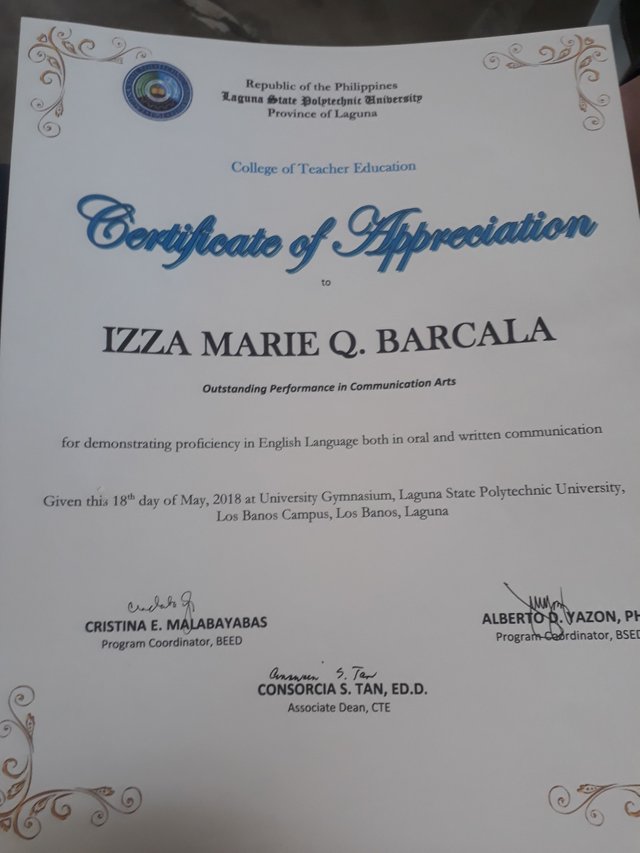 Republic of the Philippines
Laguna State Polytechnic University
Province of Laguna
College of Teacher Education
Certificate of Appreciation
to
IZZA MARIE Q. BARCALA
Outstanding Performance in Communication Arts
for demonstrating proficiency in English Language both in oral and written communication
Given this 18th day of May, 2018 at University Gymnasium, Laguna State Polytechnic University,
Los Banos Campus, Los Banos, Laguna
CRISTINA E. MALABAYABAS
Program Coordinator, BEED
ALBERTO D. YAZON, PH
Program Coordinator, BSED
CONSORCIA S. TAN, ED.D.
Associate Dean, CTE